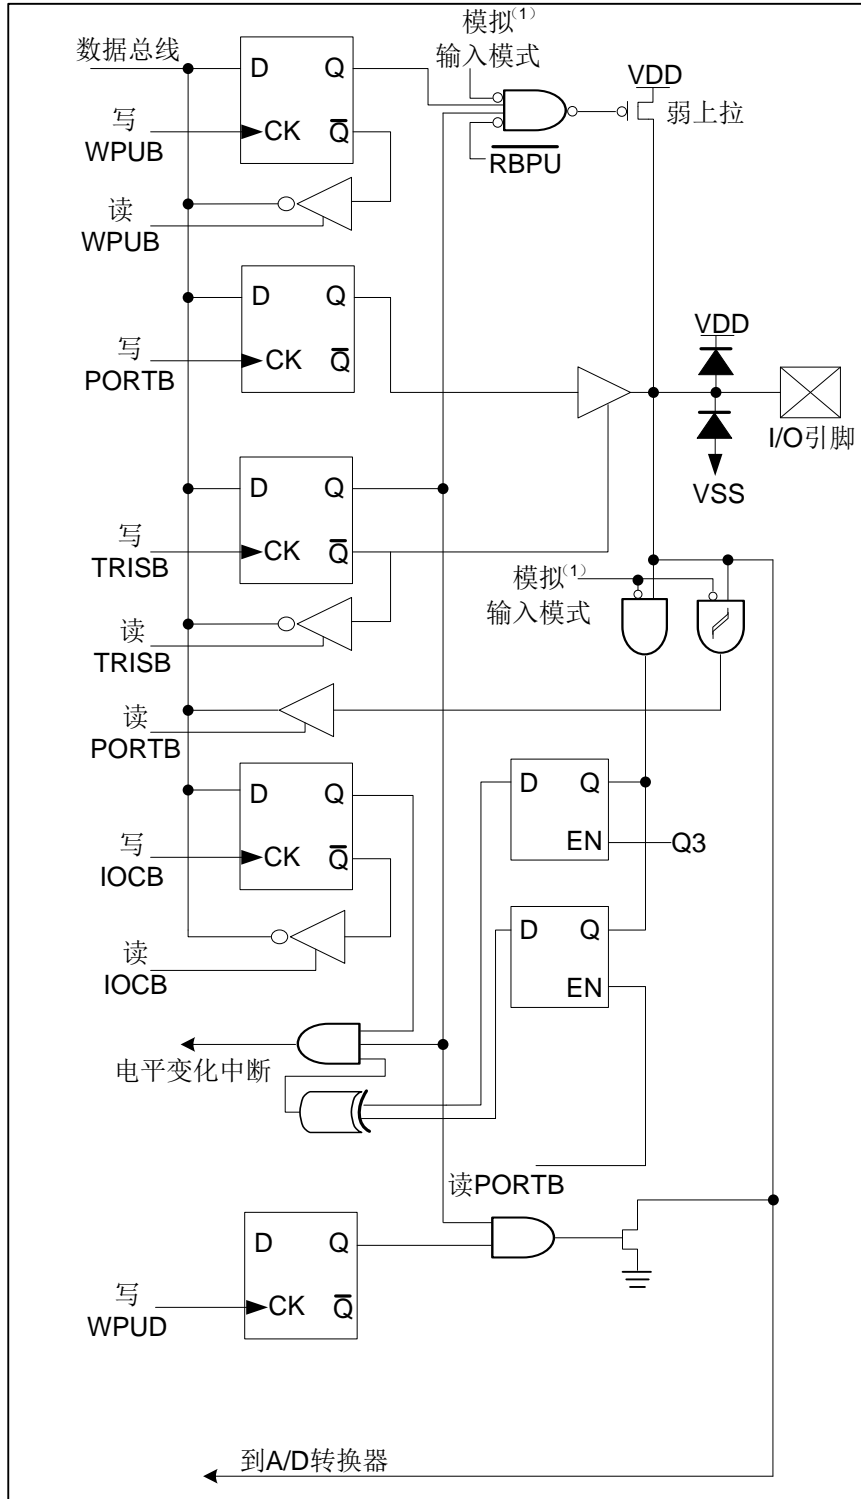 模拟(1)
输入模式
数据总线
D
Q
VDD
弱上拉
写
WPUB
CK
Q
RBPU
读
WPUB
D
Q
VDD
写
PORTB
CK
Q
I/O引脚
VSS
D
Q
写
TRISB
CK
Q
模拟(1)
输入模式
读
TRISB
读
PORTB
D
Q
D
Q
EN
Q3
写
IOCB
CK
Q
D
Q
读
IOCB
EN
电平变化中断
读PORTB
D
Q
写
WPUD
CK
Q
到A/D转换器